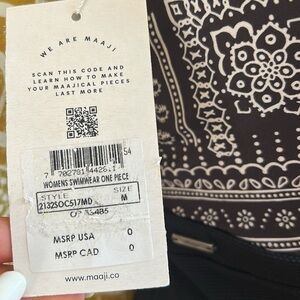 WE ARE MAAJI
SCAN THIS CODE AND
LEARN HOW TO MAKE
YOUR MAAJICAL PIECES
LAST MORE
54
WOMENS SWIMWEAR ONE PIECE
STYLE SIZE
2132SOC517MD M
MSRP USA 0
MSRP CAD 0
www.maaji.co